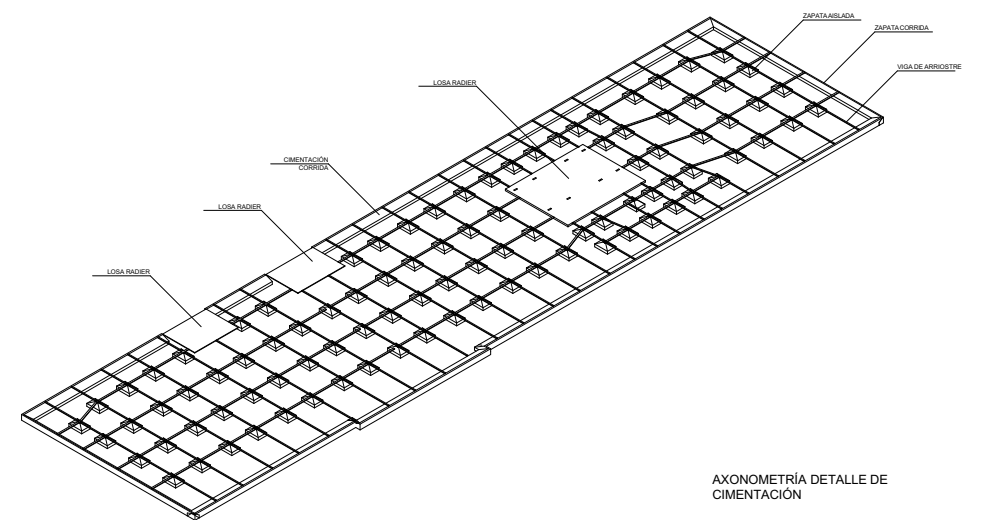 ZAPATA AISLADA
ZAPATA CORRIDA
VIGA DE ARRIOSTRE
LOSA RADIER
CIMENTACIÓN
CORRIDA
LOSA RADIER
LOSA RADIER
AXONOMETRÍA DETALLE DE
CIMENTACIÓN